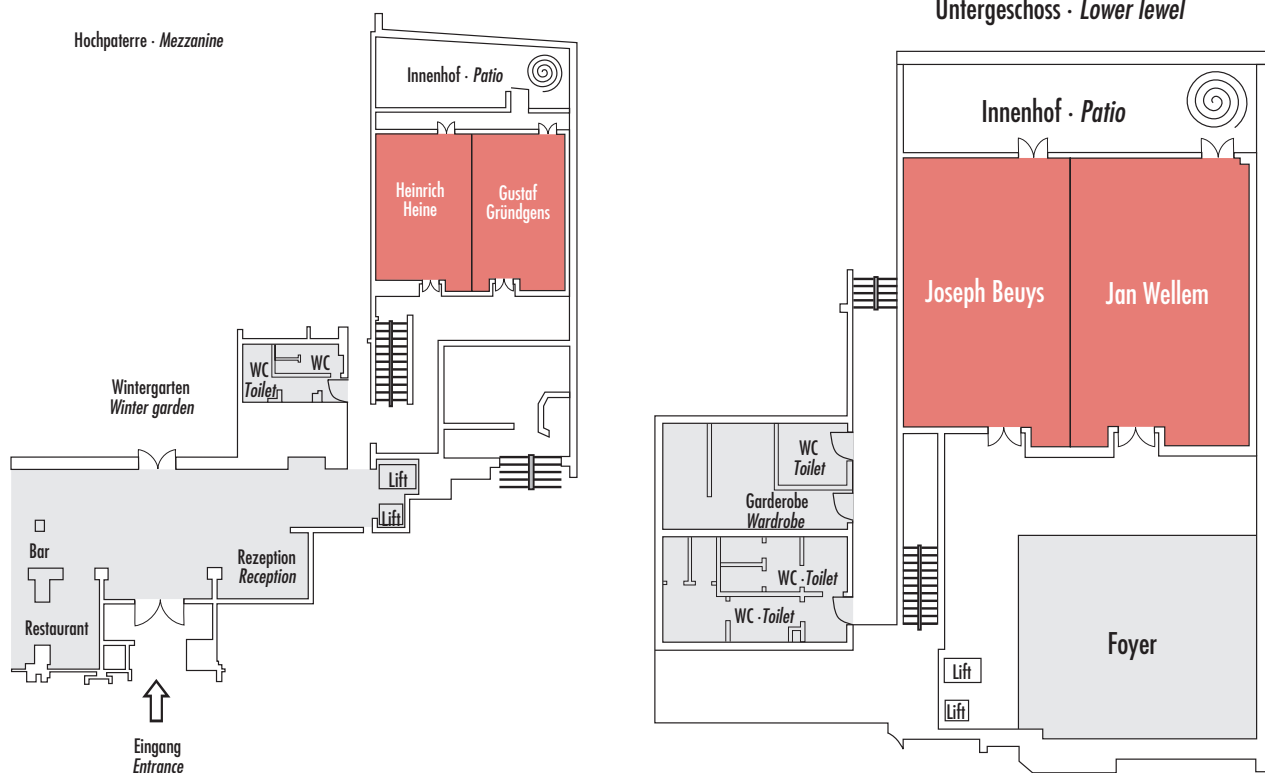 Hochpaterre · Mezzanine
Innenhof · Patio
Heinrich
Heine
Gustaf
Gründgens
WC
WC
Toilet
Wintergarten
Winter garden
Lift
Lift
Bar
Rezeption
Reception
Restaurant
Eingang
Entrance
Untergeschoss · Lower lewel
Innenhof · Patio
Joseph Beuys
Jan Wellem
WC
Toilet
Garderobe
Wardrobe
WC · Toilet
WC · Toilet
Foyer
Lift
Lift